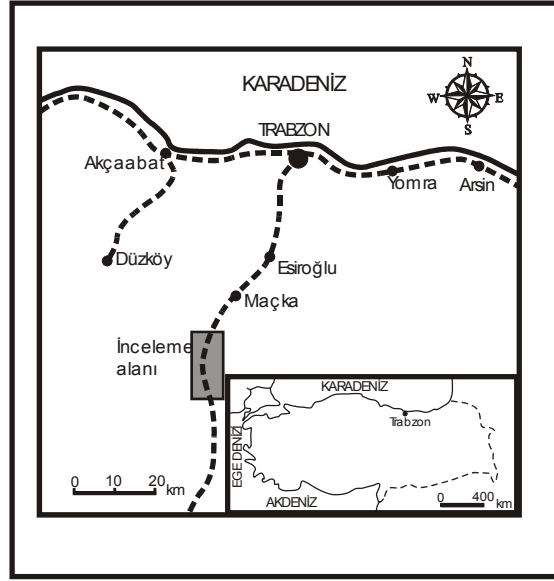 KARADENİZ
N
W E
S
TRABZON
Akçaabat
Yomra
Arsin
Düzköy
Esiroğlu
Maçka
İnceleme
alanı
0 10 20
km
KARADENİZ
Trabzon
EGE DENİZİ
AKDENİZ
0 400
km